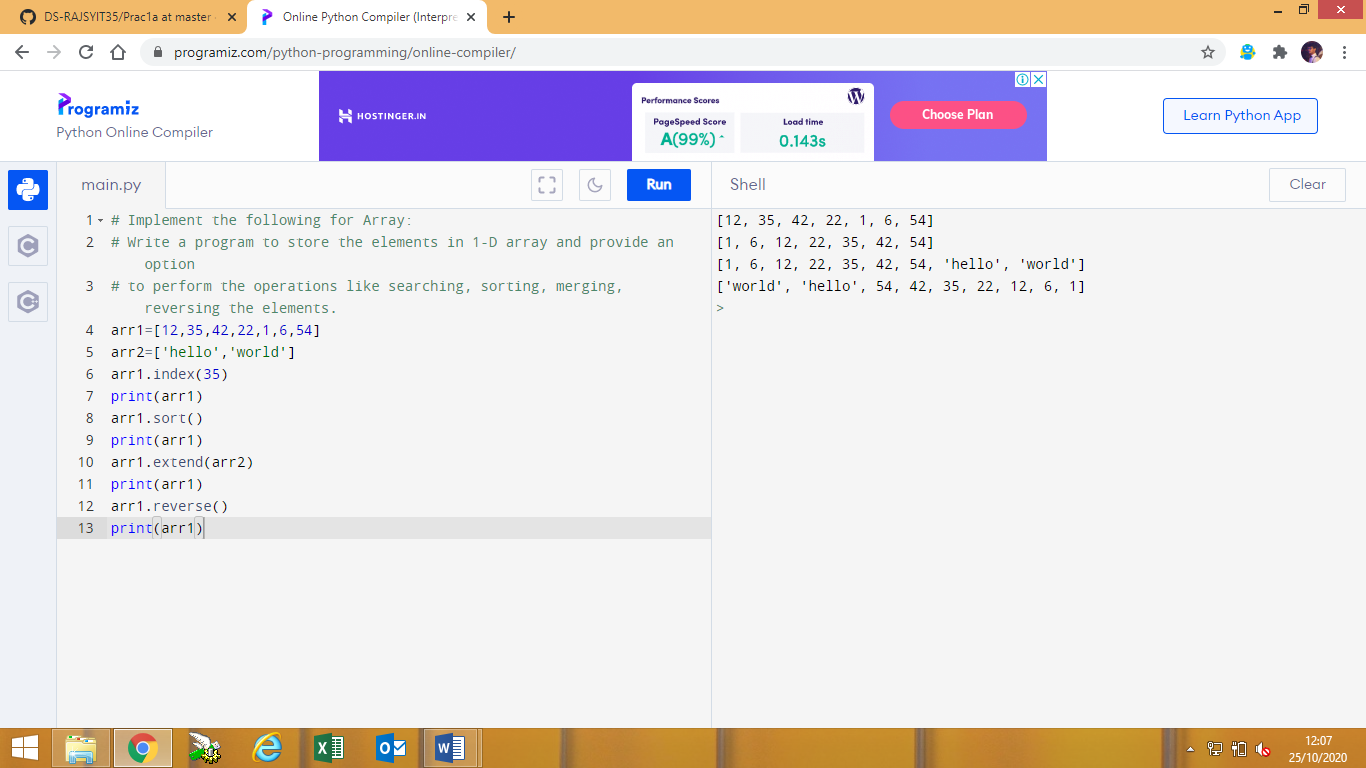 DS-RAJSYIT35/Prac1a at master
Online Python Compiler (Interpre
programiz.com/python-programming/online-compiler/
Programiz
Python Online Compiler
HOSTINGER.IN
Performance Scores
PageSpeed Score
A(99%)
Load time
0.143s
Choose Plan
Learn Python App
main.py
Run
Shell
Clear
1 # Implement the following for Array:
2 # Write a program to store the elements in 1-D array and provide an
option
3 # to perform the operations like searching, sorting, merging,
reversing the elements.
4 arr1=[12,35,42,22,1,6,54]
5 arr2=['hello','world']
6 arr1.index(35)
7 print(arr1)
8 arr1.sort()
9 print(arr1)
10 arr1.extend(arr2)
11 print(arr1)
12 arr1.reverse()
13 print(arr1)
[12, 35, 42, 22, 1, 6, 54]
[1, 6, 12, 22, 35, 42, 54]
[1, 6, 12, 22, 35, 42, 54, 'hello', 'world']
['world', 'hello', 54, 42, 35, 22, 12, 6, 1]
>
12:07
25/10/2020